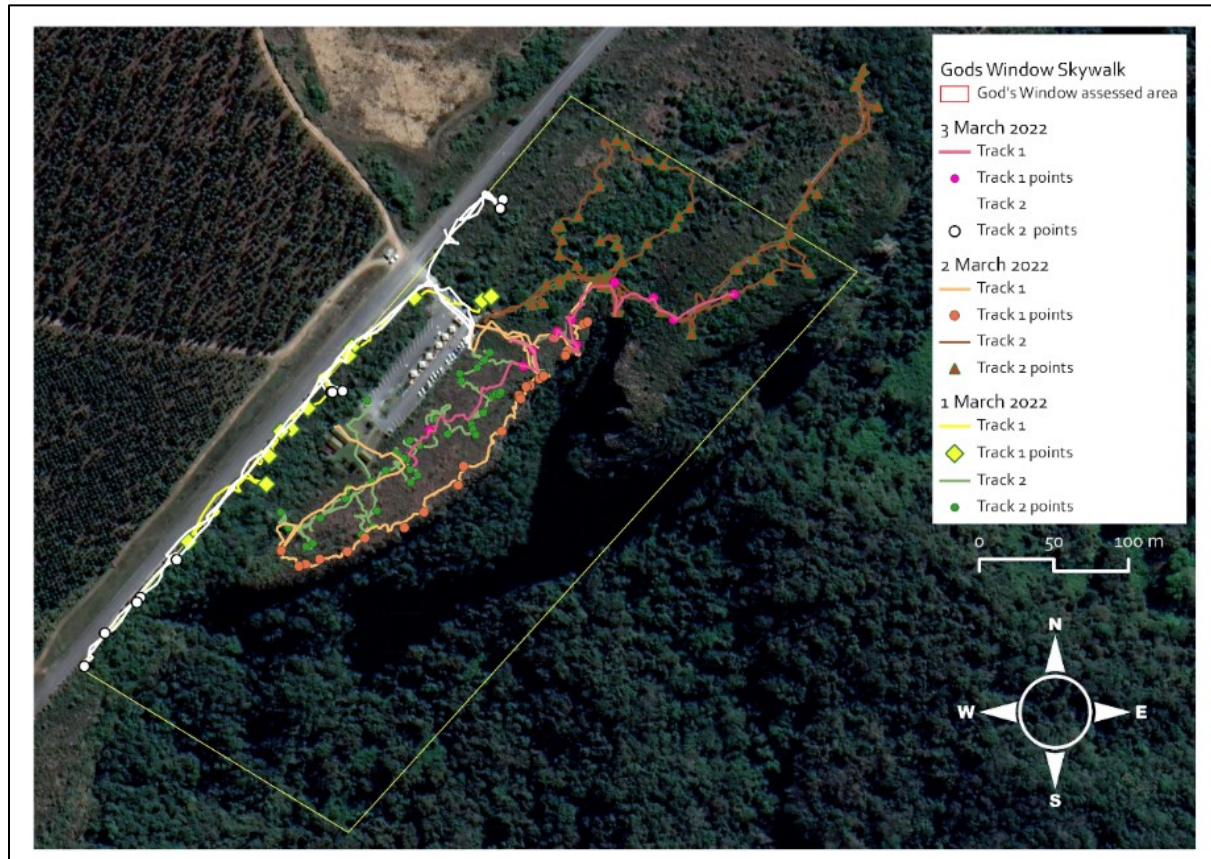 Gods Window Skywalk
God's Window assessed area
3 March 2022
Track 1
Track 1 points
Track 2
Track 2 points
2 March 2022
Track 1
Track 1 points
Track 2
Track 2 points
1 March 2022
Track 1
Track 1 points
Track 2
Track 2 points
0 50 100 m
N
W E
S